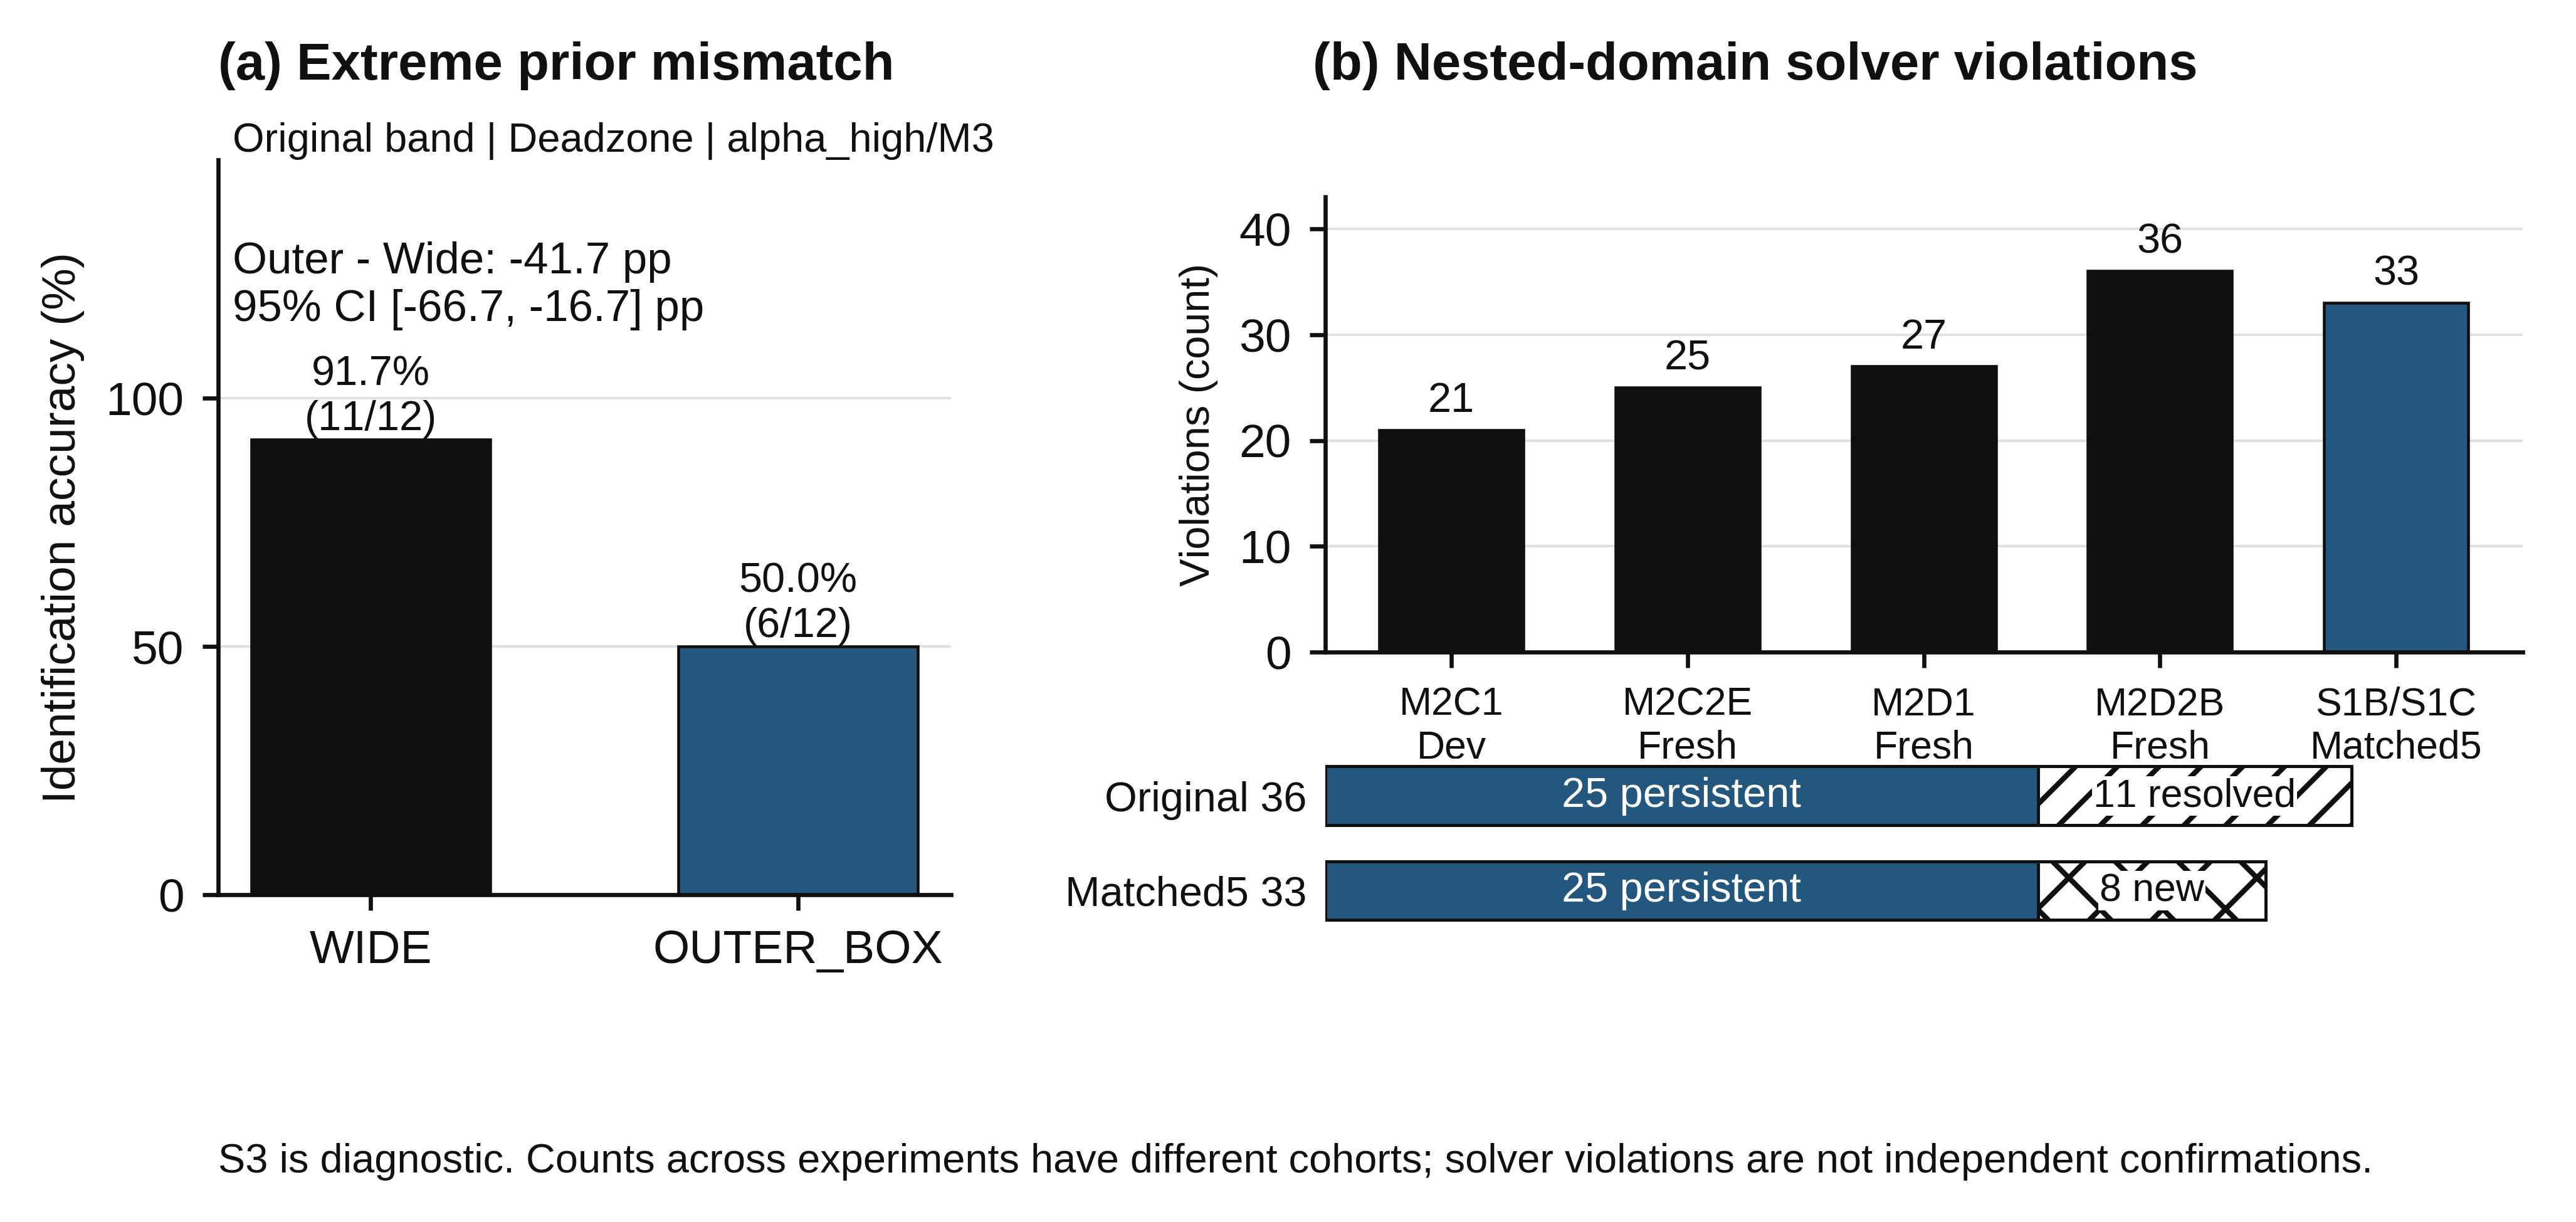 (a) Extreme prior mismatch
Original band | Deadzone | alpha_high/M3
Outer - Wide: -41.7 pp
95% CI [-66.7, -16.7] pp
Identification accuracy (%)
100
50
0
91.7%
(11/12)
50.0%
(6/12)
WIDE
OUTER_BOX
(b) Nested-domain solver violations
Violations (count)
40
30
20
10
0
21
25
27
36
33
M2C1
Dev
M2C2E
Fresh
M2D1
Fresh
M2D2B
Fresh
S1B/S1C
Matched5
Original 36
25 persistent
11 resolved
Matched5 33
25 persistent
8 new
S3 is diagnostic. Counts across experiments have different cohorts; solver violations are not independent confirmations.